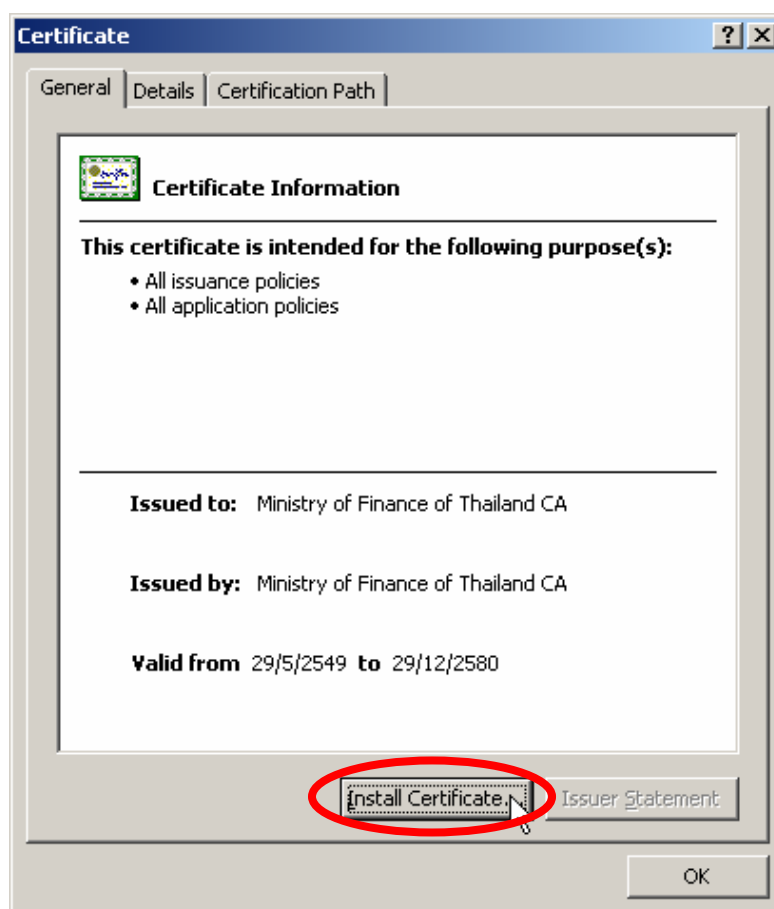 Certificate
General Details Certification Path
Certificate Information
This certificate is intended for the following purpose(s):
• All issuance policies
• All application policies
Issued to: Ministry of Finance of Thailand CA
Issued by: Ministry of Finance of Thailand CA
Valid from 29/5/2549 to 29/12/2580
Install Certificate... Issuer Statement
OK